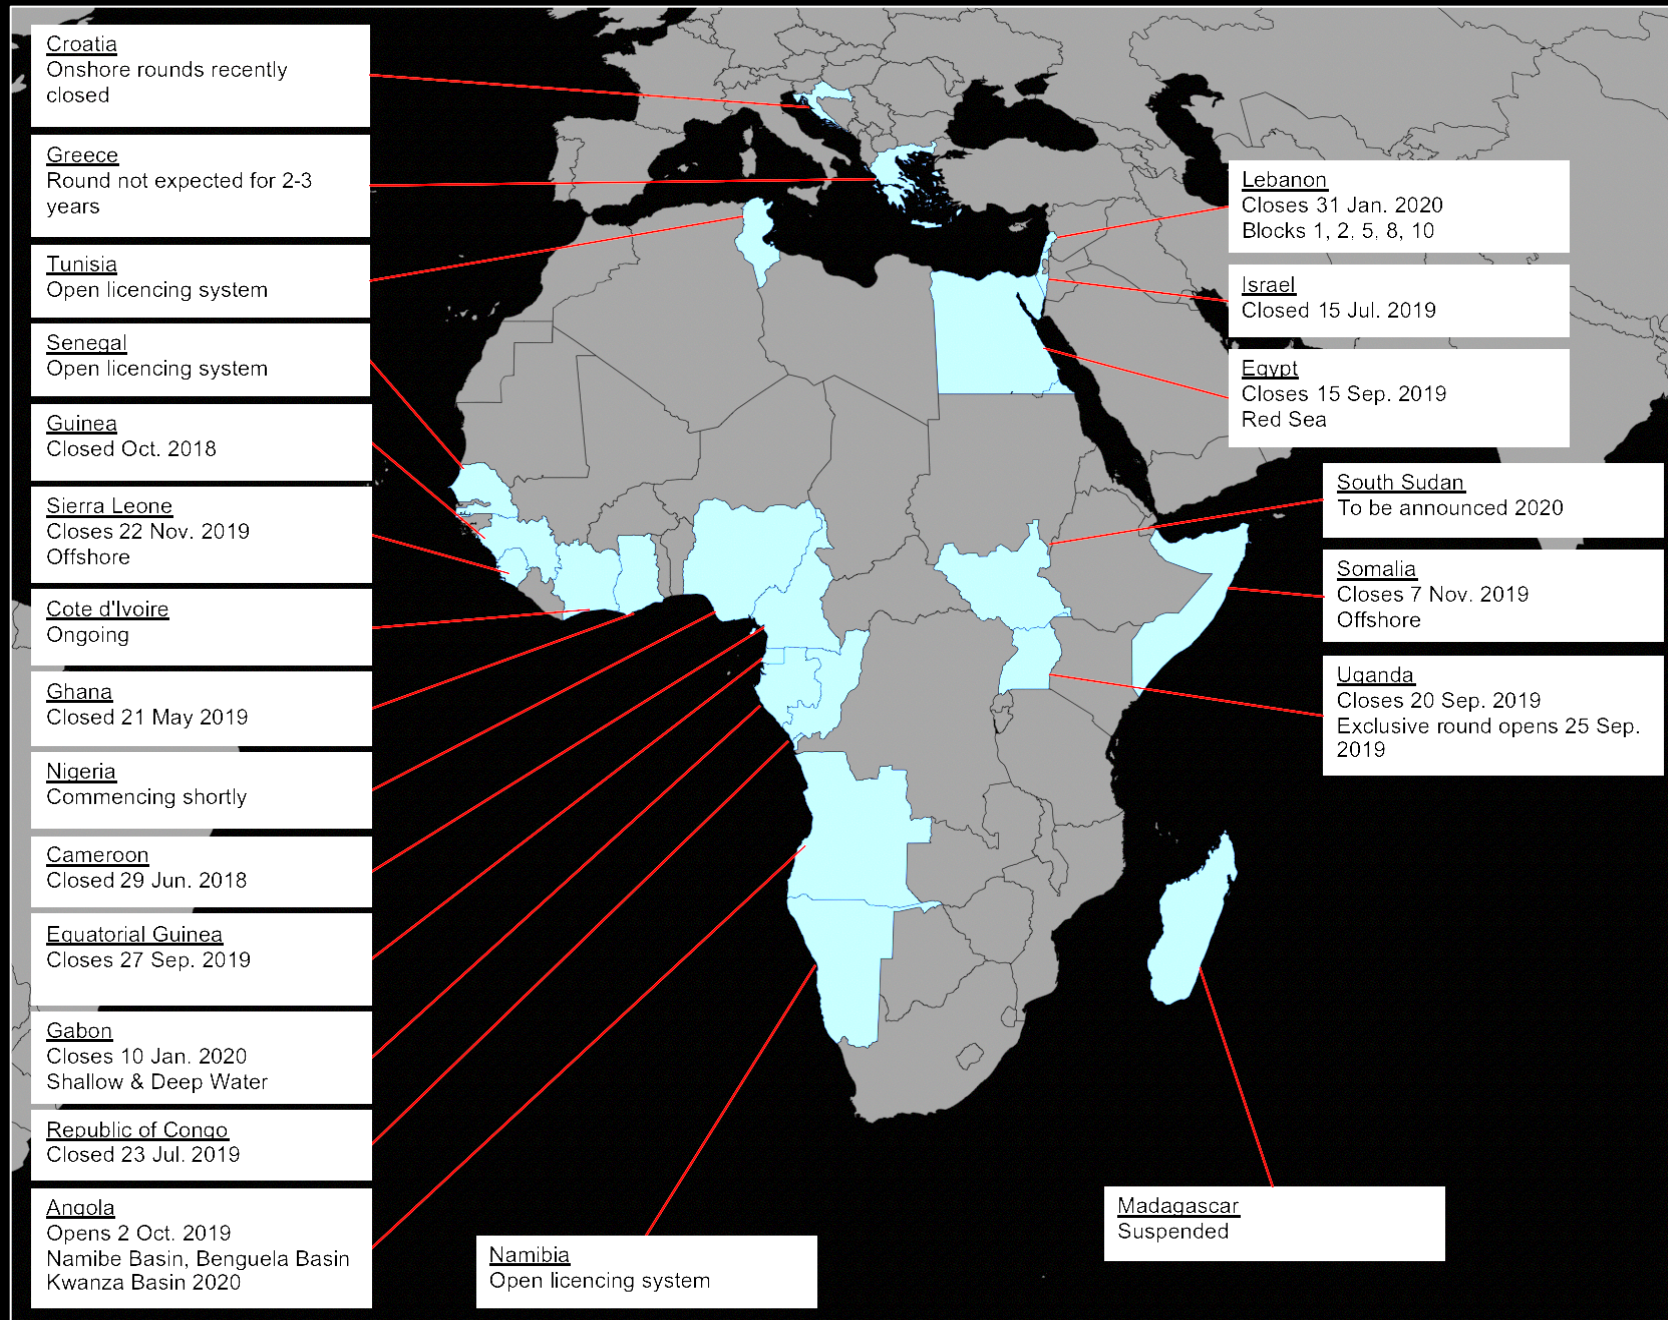 Croatia
Onshore rounds recently
closed
Greece
Round not expected for 2-3
years
Tunisia
Open licencing system
Senegal
Open licencing system
Guinea
Closed Oct. 2018
Sierra Leone
Closes 22 Nov. 2019
Offshore
Cote d'Ivoire
Ongoing
Ghana
Closed 21 May 2019
Nigeria
Commencing shortly
Cameroon
Closed 29 Jun. 2018
Equatorial Guinea
Closes 27 Sep. 2019
Gabon
Closes 10 Jan. 2020
Shallow & Deep Water
Republic of Congo
Closed 23 Jul. 2019
Angola
Opens 2 Oct. 2019
Namibe Basin, Benguela Basin
Kwanza Basin 2020
Namibia
Open licencing system
Madagascar
Suspended
Lebanon
Closes 31 Jan. 2020
Blocks 1, 2, 5, 8, 10
Israel
Closed 15 Jul. 2019
Egypt
Closes 15 Sep. 2019
Red Sea
South Sudan
To be announced 2020
Somalia
Closes 7 Nov. 2019
Offshore
Uganda
Closes 20 Sep. 2019
Exclusive round opens 25 Sep.
2019